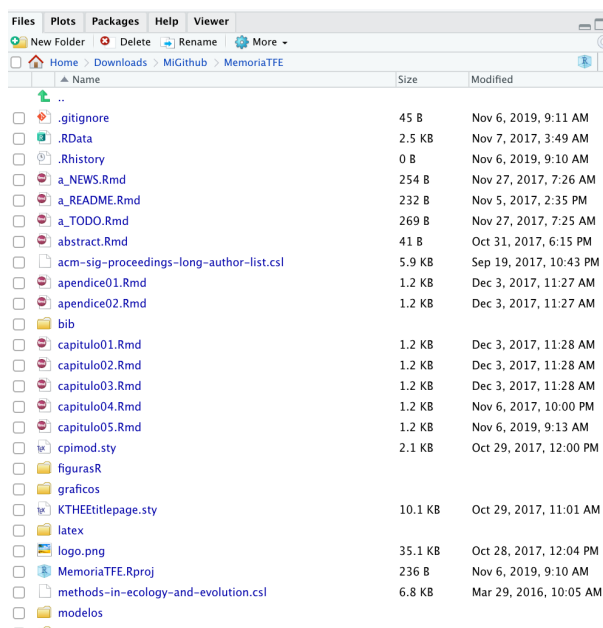 Files Plots Packages Help Viewer
New Folder Delete Rename More
Home > Downloads > MiGithub > MemoriaTFE
Name Size Modified
..
.gitignore 45 B Nov 6, 2019, 9:11 AM
.RData 2.5 KB Nov 7, 2017, 3:49 AM
.Rhistory 0 B Nov 6, 2019, 9:10 AM
a_NEWS.Rmd 254 B Nov 27, 2017, 7:26 AM
a_README.Rmd 232 B Nov 5, 2017, 2:35 PM
a_TODO.Rmd 269 B Nov 27, 2017, 7:25 AM
abstract.Rmd 41 B Oct 31, 2017, 6:15 PM
acm-sig-proceedings-long-author-list.csl 5.9 KB Sep 19, 2017, 10:43 PM
apendice01.Rmd 1.2 KB Dec 3, 2017, 11:27 AM
apendice02.Rmd 1.2 KB Dec 3, 2017, 11:27 AM
bib
capitulo01.Rmd 1.2 KB Dec 3, 2017, 11:28 AM
capitulo02.Rmd 1.2 KB Dec 3, 2017, 11:28 AM
capitulo03.Rmd 1.2 KB Dec 3, 2017, 11:28 AM
capitulo04.Rmd 1.2 KB Nov 6, 2017, 10:00 PM
capitulo05.Rmd 1.2 KB Nov 6, 2019, 9:13 AM
cpimod.sty 2.1 KB Oct 29, 2017, 12:00 PM
figurasR
graficos
KTHEEtitlepage.sty 10.1 KB Oct 29, 2017, 11:01 AM
latex
logo.png 35.1 KB Oct 28, 2017, 12:04 PM
MemoriaTFE.Rproj 236 B Nov 6, 2019, 9:10 AM
methods-in-ecology-and-evolution.csl 6.8 KB Mar 29, 2016, 10:05 AM
modelos